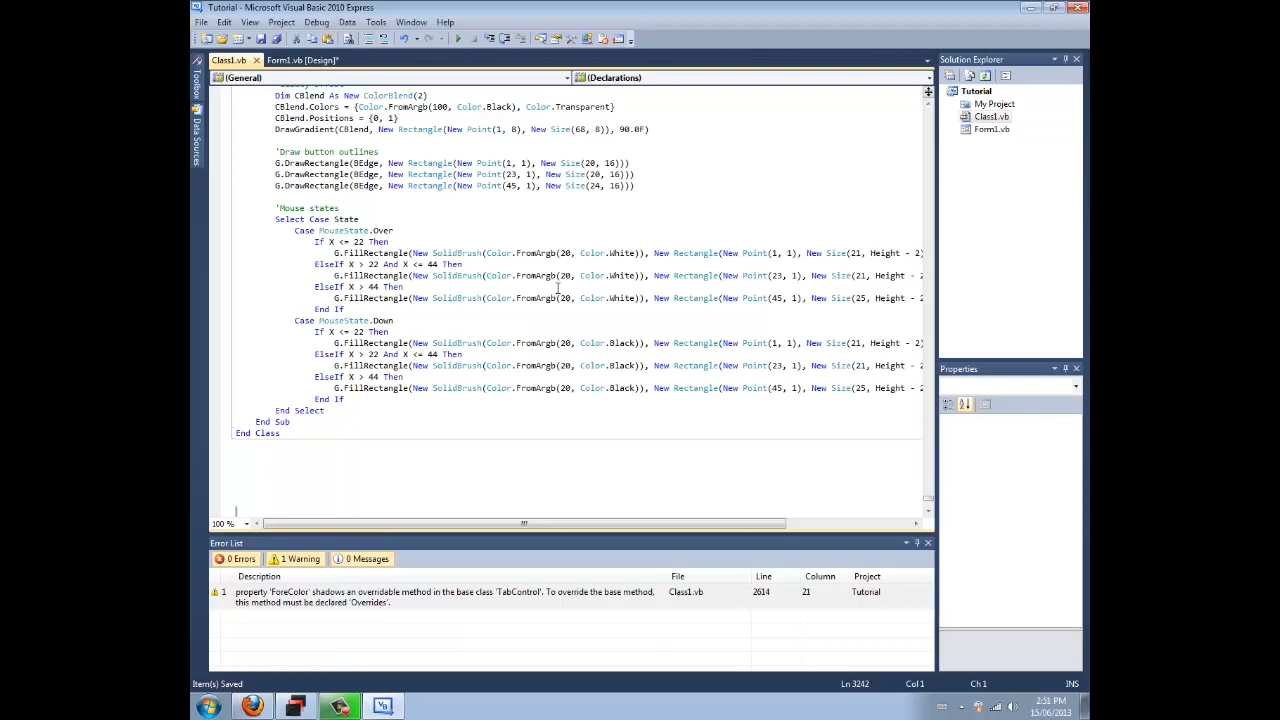 Tutorial - Microsoft Visual Basic 2010 Express
File Edit View Project Debug Data Tools Window Help
Class1.vb Form1.vb [Design]*
(General) (Declarations)
Dim CBlend As New ColorBlend(2)
CBlend.Colors = {Color.FromArgb(100, Color.Black), Color.Transparent}
CBlend.Positions = {0, 1}
DrawGradient(CBlend, New Rectangle(New Point(1, 8), New Size(68, 8)), 90.0F)
'Draw button outlines
G.DrawRectangle(BEdge, New Rectangle(New Point(1, 1), New Size(20, 16)))
G.DrawRectangle(BEdge, New Rectangle(New Point(23, 1), New Size(20, 16)))
G.DrawRectangle(BEdge, New Rectangle(New Point(45, 1), New Size(24, 16)))
'Mouse states
Select Case State
Case MouseState.Over
If X <= 22 Then
G.FillRectangle(New SolidBrush(Color.FromArgb(20, Color.White)), New Rectangle(New Point(1, 1), New Size(21, Height - 2)
ElseIf X > 22 And X <= 44 Then
G.FillRectangle(New SolidBrush(Color.FromArgb(20, Color.White)), New Rectangle(New Point(23, 1), New Size(21, Height - 2
ElseIf X > 44 Then
G.FillRectangle(New SolidBrush(Color.FromArgb(20, Color.White)), New Rectangle(New Point(45, 1), New Size(25, Height - 2
End If
Case MouseState.Down
If X <= 22 Then
G.FillRectangle(New SolidBrush(Color.FromArgb(20, Color.Black)), New Rectangle(New Point(1, 1), New Size(21, Height - 2)
ElseIf X > 22 And X <= 44 Then
G.FillRectangle(New SolidBrush(Color.FromArgb(20, Color.Black)), New Rectangle(New Point(23, 1), New Size(21, Height - 2
ElseIf X > 44 Then
G.FillRectangle(New SolidBrush(Color.FromArgb(20, Color.Black)), New Rectangle(New Point(45, 1), New Size(25, Height - 2
End If
End Select
End Sub
End Class
100 %
Toolbox
Data Sources
Solution Explorer
Tutorial
My Project
Class1.vb
Form1.vb
Properties
Error List
0 Errors 1 Warning 0 Messages
Description File Line Column Project
1 property 'ForeColor' shadows an overridable method in the base class 'TabControl'. To override the base method, Class1.vb 2614 21 Tutorial
this method must be declared 'Overrides'.
Item(s) Saved Ln 3242 Col 1 Ch 1 INS
2:51 PM
15/06/2013